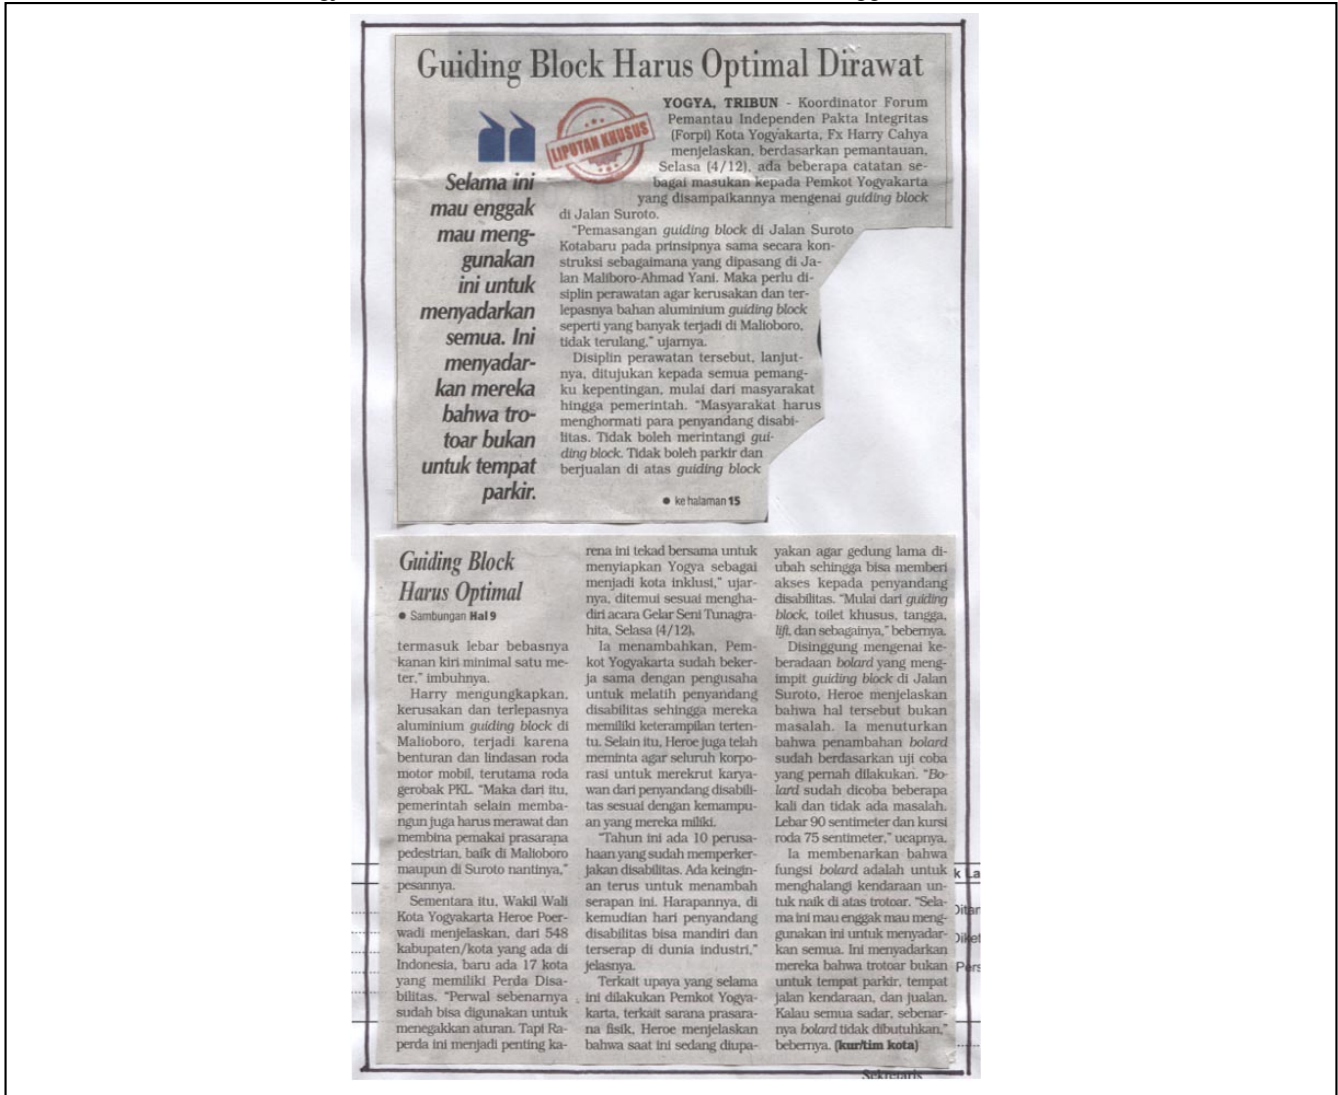 Guiding Block Harus Optimal Dirawat
Selama ini
mau enggak
mau meng-
gunakan
ini untuk
menyadarkan
semua. Ini
menyadar-
kan mereka
bahwa tro-
toar bukan
untuk tempat
parkir.
LIPUTAN KHUSUS
YOGYA, TRIBUN - Koordinator Forum
Pemantau Independen Pakta Integritas
(Forpi) Kota Yogyakarta, Fx Harry Cahya
menjelaskan, berdasarkan pemantauan,
Selasa (4/12), ada beberapa catatan se-
bagai masukan kepada Pemkot Yogyakarta
yang disampaikannya mengenai guiding block
di Jalan Suroto.
"Pemasangan guiding block di Jalan Suroto
Kotabaru pada prinsipnya sama secara kon-
struksi sebagaimana yang dipasang di Ja-
lan Maliboro-Ahmad Yani. Maka perlu di-
siplin perawatan agar kerusakan dan ter-
lepasnya bahan aluminium guiding block
seperti yang banyak terjadi di Malioboro,
tidak terulang," ujarnya.
Disiplin perawatan tersebut, lanjut-
nya, ditujukan kepada semua pemang-
ku kepentingan, mulai dari masyarakat
hingga pemerintah. "Masyarakat harus
menghormati para penyandang disabi-
litas. Tidak boleh merintangi gui-
ding block. Tidak boleh parkir dan
berjualan di atas guiding block
● ke halaman 15
Guiding Block
Harus Optimal
● Sambungan Hal 9
termasuk lebar bebasnya
kanan kiri minimal satu me-
ter," imbuhnya.
Harry mengungkapkan,
kerusakan dan terlepasnya
aluminium guiding block di
Malioboro, terjadi karena
benturan dan lindasan roda
motor mobil, terutama roda
gerobak PKL. "Maka dari itu,
pemerintah selain memba-
ngun juga harus merawat dan
membina pemakai prasarana
pedestrian, baik di Malioboro
maupun di Suroto nantinya,"
pesannya.
Sementara itu, Wakil Wali
Kota Yogyakarta Heroe Poer-
wadi menjelaskan, dari 548
kabupaten/kota yang ada di
Indonesia, baru ada 17 kota
yang memiliki Perda Disa-
bilitas. "Perwal sebenarnya
sudah bisa digunakan untuk
menegakkan aturan. Tapi Ra-
perda ini menjadi penting ka-
rena ini tekad bersama untuk
menyiapkan Yogya sebagai
menjadi kota inklusi," ujar-
nya, ditemui sesuai mengha-
diri acara Gelar Seni Tunagra-
hita, Selasa (4/12).
Ia menambahkan, Pem-
kot Yogyakarta sudah beker-
ja sama dengan pengusaha
untuk melatih penyandang
disabilitas sehingga mereka
memiliki keterampilan terten-
tu. Selain itu, Heroe juga telah
meminta agar seluruh korpo-
rasi untuk merekrut karya-
wan dari penyandang disabili-
tas sesuai dengan kemampu-
an yang mereka miliki.
"Tahun ini ada 10 perusa-
haan yang sudah memperker-
jakan disabilitas. Ada keingin-
an terus untuk menambah
serapan ini. Harapannya, di
kemudian hari penyandang
disabilitas bisa mandiri dan
terserap di dunia industri,"
jelasnya.
Terkait upaya yang selama
ini dilakukan Pemkot Yogya-
karta, terkait sarana prasara-
na fisik, Heroe menjelaskan
bahwa saat ini sedang diupa-
yakan agar gedung lama di-
ubah sehingga bisa memberi
akses kepada penyandang
disabilitas. "Mulai dari guiding
block, toilet khusus, tangga,
lift, dan sebagainya," bebernya.
Disinggung mengenai ke-
beradaan bolard yang meng-
impit guiding block di Jalan
Suroto, Heroe menjelaskan
bahwa hal tersebut bukan
masalah. Ia menuturkan
bahwa penambahan bolard
sudah berdasarkan uji coba
yang pernah dilakukan. "Bo-
lard sudah dicoba beberapa
kali dan tidak ada masalah.
Lebar 90 sentimeter dan kursi
roda 75 sentimeter," ucapnya.
Ia membenarkan bahwa
fungsi bolard adalah untuk
menghalangi kendaraan un-
tuk naik di atas trotoar. "Sela-
ma ini mau enggak mau meng-
gunakan ini untuk menyadar-
kan semua. Ini menyadarkan
mereka bahwa trotoar bukan
untuk tempat parkir, tempat
jalan kendaraan, dan jualan.
Kalau semua sadar, sebenar-
nya bolard tidak dibutuhkan,"
bebernya. (kur/tim kota)
k La
Ditan
Diket
Pers
Sekretaris